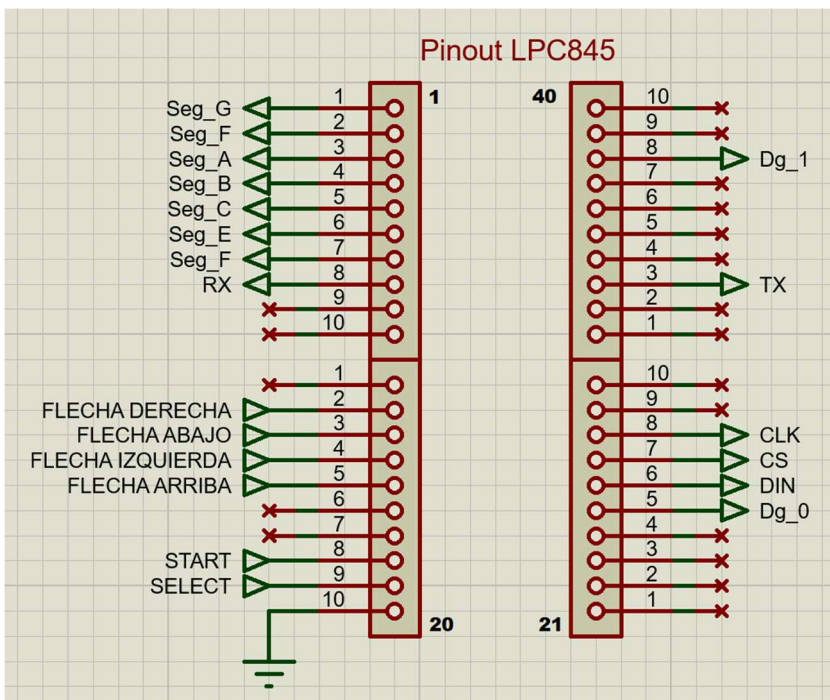 Pinout LPC845
Seg_G 1 1 40 10
Seg_F 2 9
Seg_A 3 8 Dg_1
Seg_B 4 7
Seg_C 5 6
Seg_E 6 5
Seg_F 7 4
RX 8 3 TX
9 2
10 1
1 10
FLECHA DERECHA 2 9
FLECHA ABAJO 3 8 CLK
FLECHA IZQUIERDA 4 7 CS
FLECHA ARRIBA 5 6 DIN
6 5 Dg_0
7 4
START 8 3
SELECT 9 2
10 20 21 1